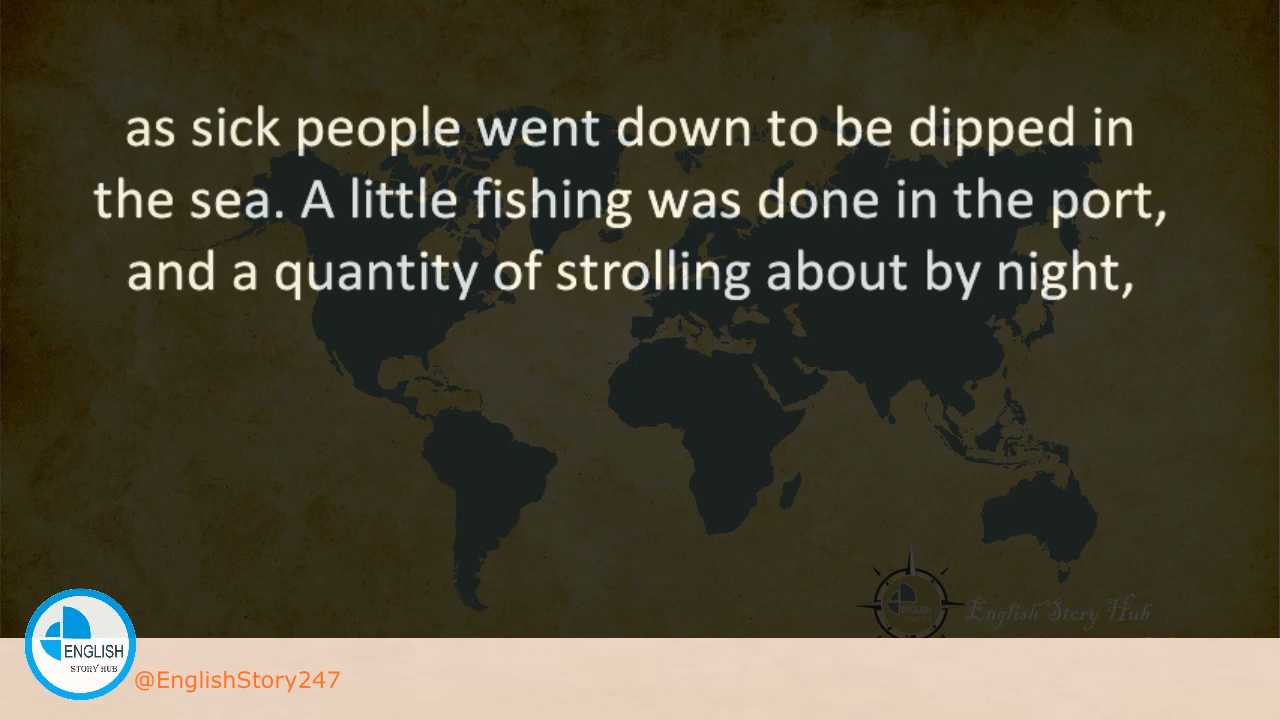 as sick people went down to be dipped in
the sea. A little fishing was done in the port,
and a quantity of strolling about by night,
English Story Hub
ENGLISH
STORY HUB
@EnglishStory247